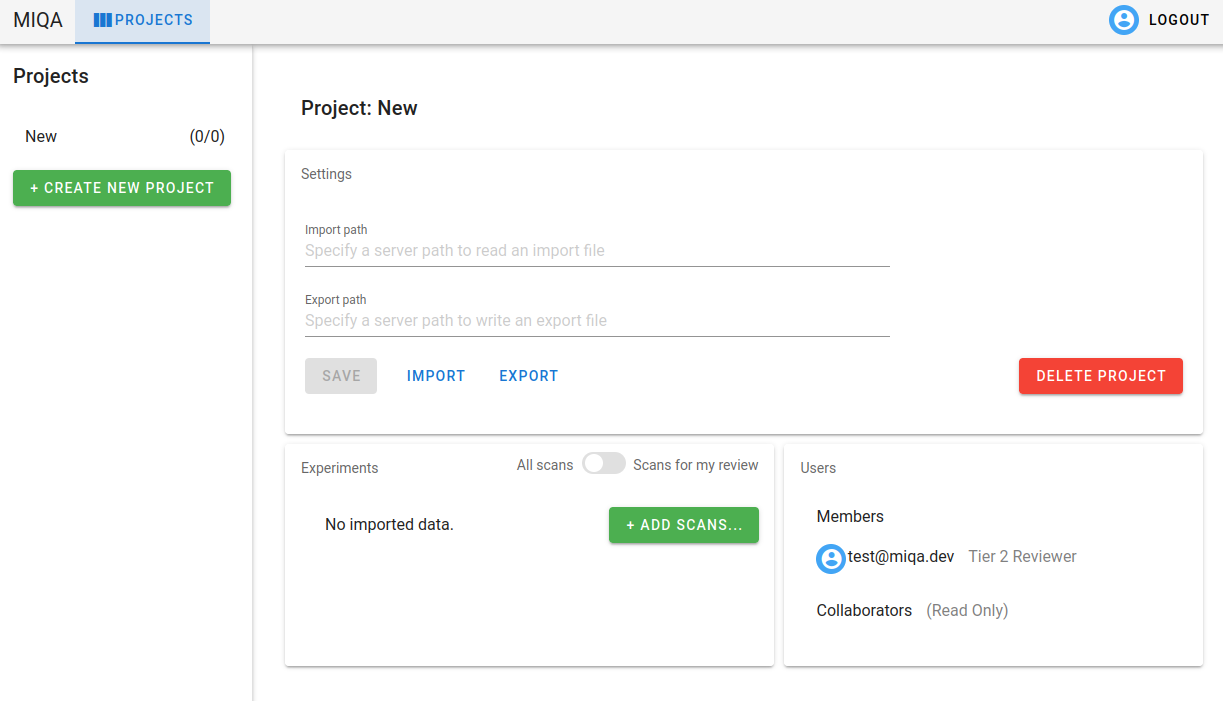 MIQA PROJECTS LOGOUT
Projects
New (0/0)
+ CREATE NEW PROJECT
Project: New
Settings
Import path
Specify a server path to read an import file
Export path
Specify a server path to write an export file
SAVE IMPORT EXPORT DELETE PROJECT
Experiments All scans Scans for my review
No imported data. + ADD SCANS...
Users
Members
test@miqa.dev Tier 2 Reviewer
Collaborators (Read Only)